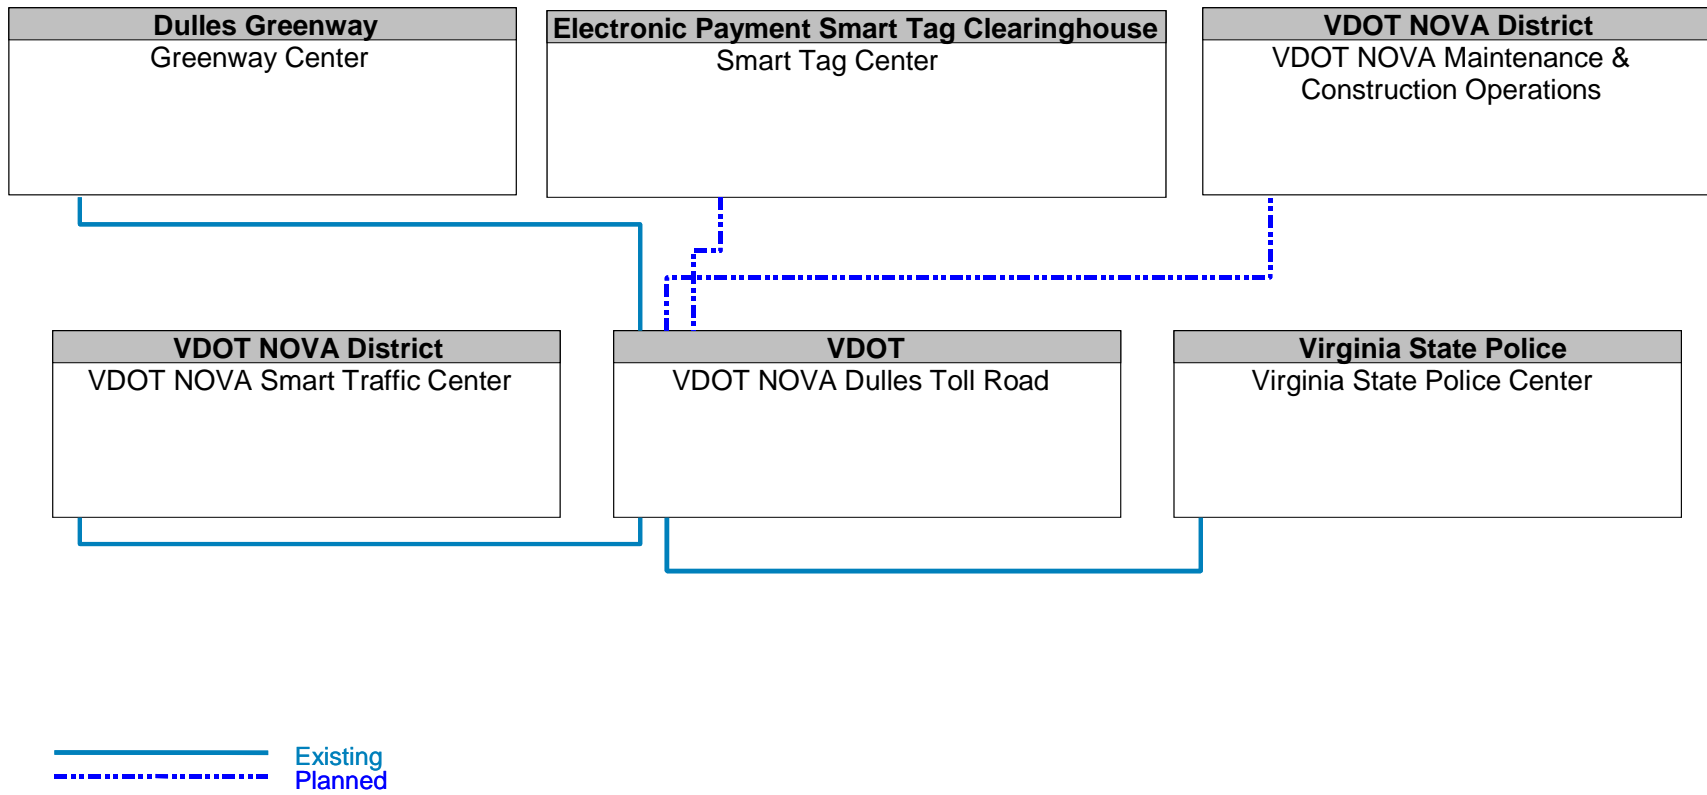 Dulles Greenway
Greenway Center
Electronic Payment Smart Tag Clearinghouse
Smart Tag Center
VDOT NOVA District
VDOT NOVA Maintenance &
Construction Operations
VDOT NOVA District
VDOT NOVA Smart Traffic Center
VDOT
VDOT NOVA Dulles Toll Road
Virginia State Police
Virginia State Police Center
Existing
Planned